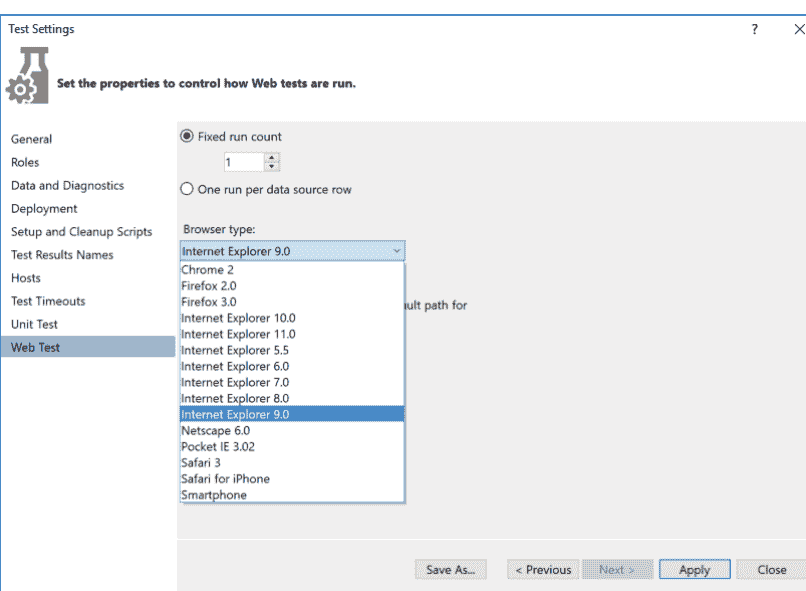 Test Settings
?
Set the properties to control how Web tests are run.
General
Roles
Data and Diagnostics
Deployment
Setup and Cleanup Scripts
Test Results Names
Hosts
Test Timeouts
Unit Test
Web Test
Fixed run count
1
One run per data source row
Browser type:
Internet Explorer 9.0
Chrome 2
Firefox 2.0
Firefox 3.0
ult path for
Internet Explorer 10.0
Internet Explorer 11.0
Internet Explorer 5.5
Internet Explorer 6.0
Internet Explorer 7.0
Internet Explorer 8.0
Internet Explorer 9.0
Netscape 6.0
Pocket IE 3.02
Safari 3
Safari for iPhone
Smartphone
Save As...
< Previous
Next >
Apply
Close